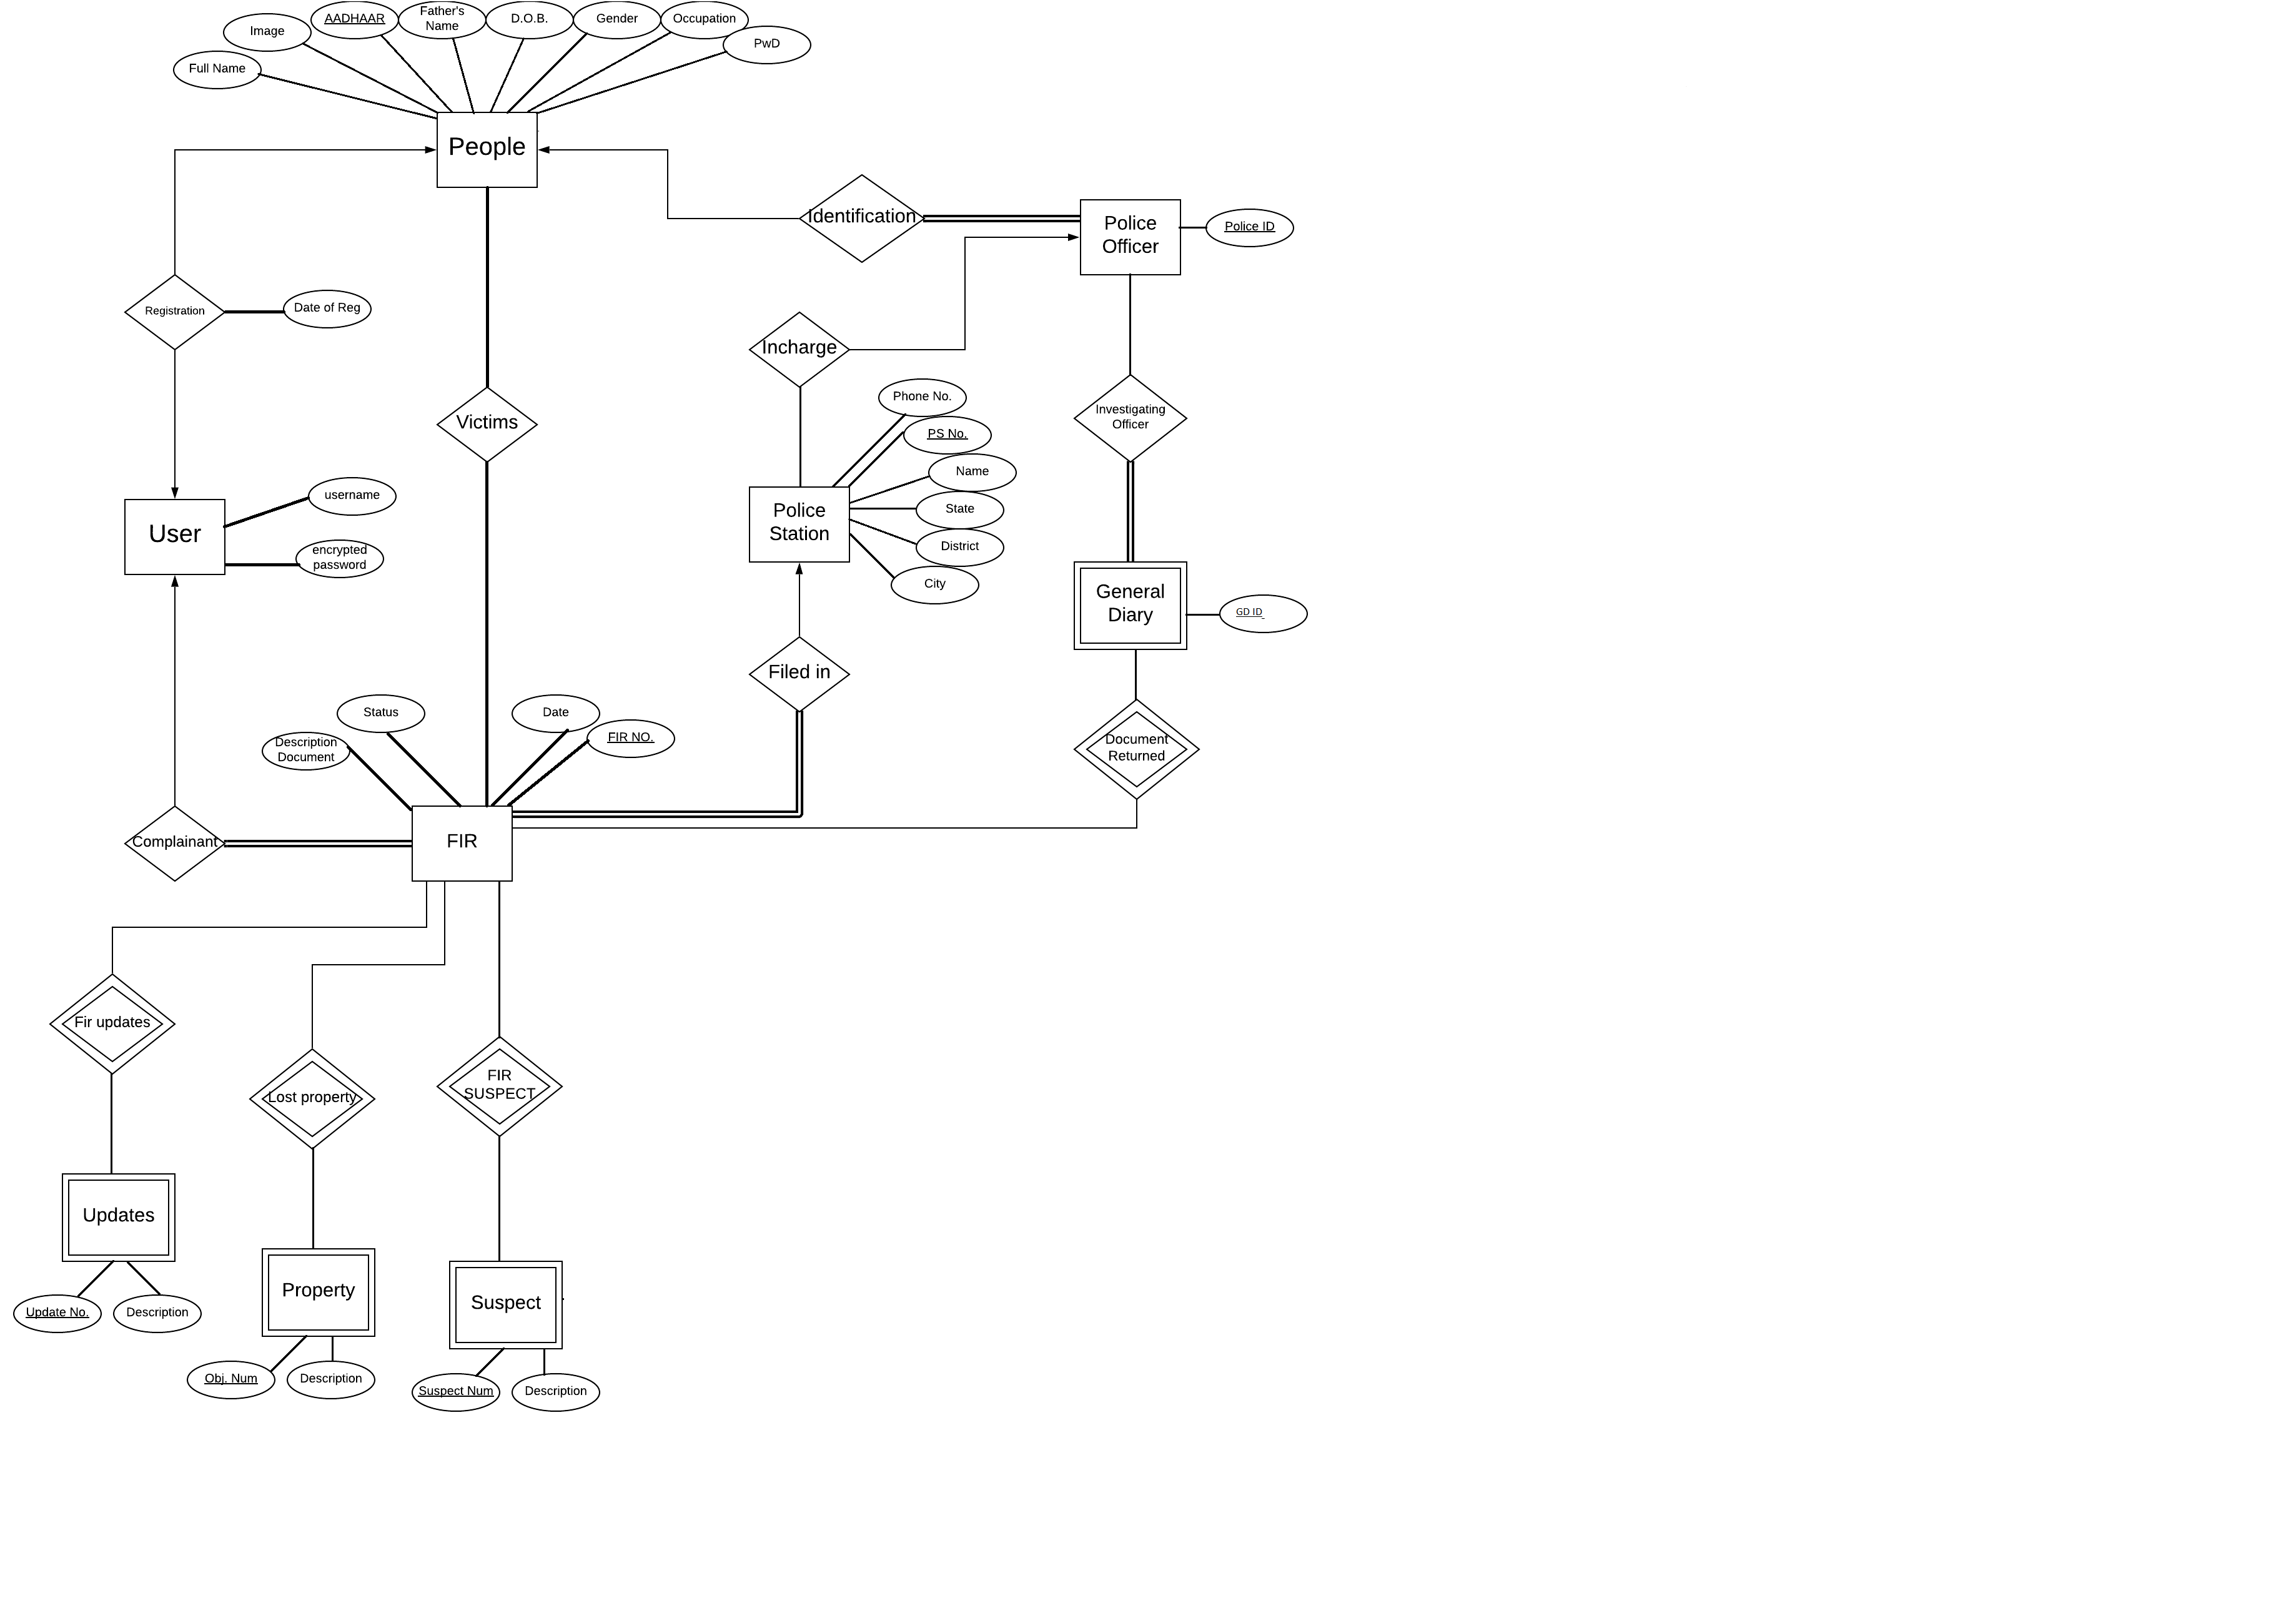 AADHAAR
Father's
Name
D.O.B.
Gender
Occupation
Image
PwD
Full Name
People
Identification
Police
Officer
Police ID
Registration
Date of Reg
Incharge
Phone No.
Investigating
Officer
Victims
PS No.
Name
username
Police
Station
State
User
District
encrypted
password
City
General
Diary
GD ID
Filed in
Status
Date
FIR NO.
Description
Document
Document
Returned
Complainant
FIR
Fir updates
Lost property
FIR
SUSPECT
Updates
Property
Suspect
Update No.
Description
Obj. Num
Description
Suspect Num
Description